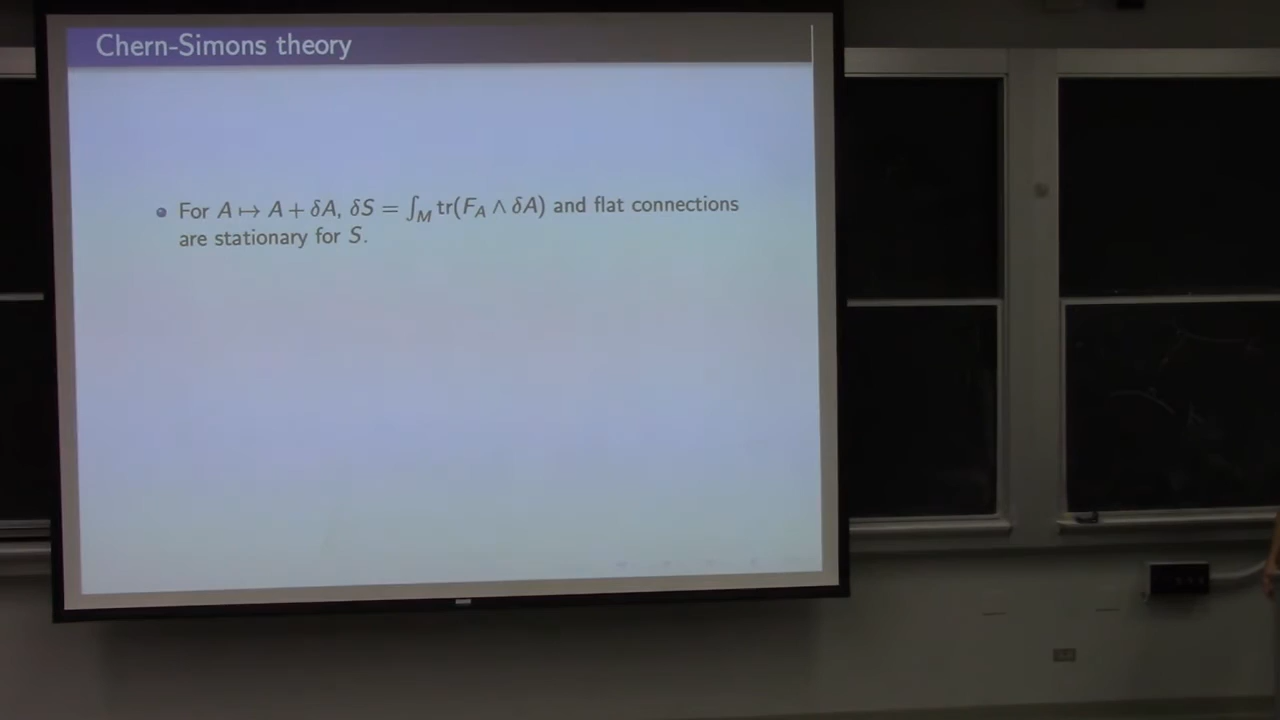 Chern-Simons theory
For A ↦ A + δA, δS = ∫_M tr(F_A ∧ δA) and flat connections
are stationary for S.